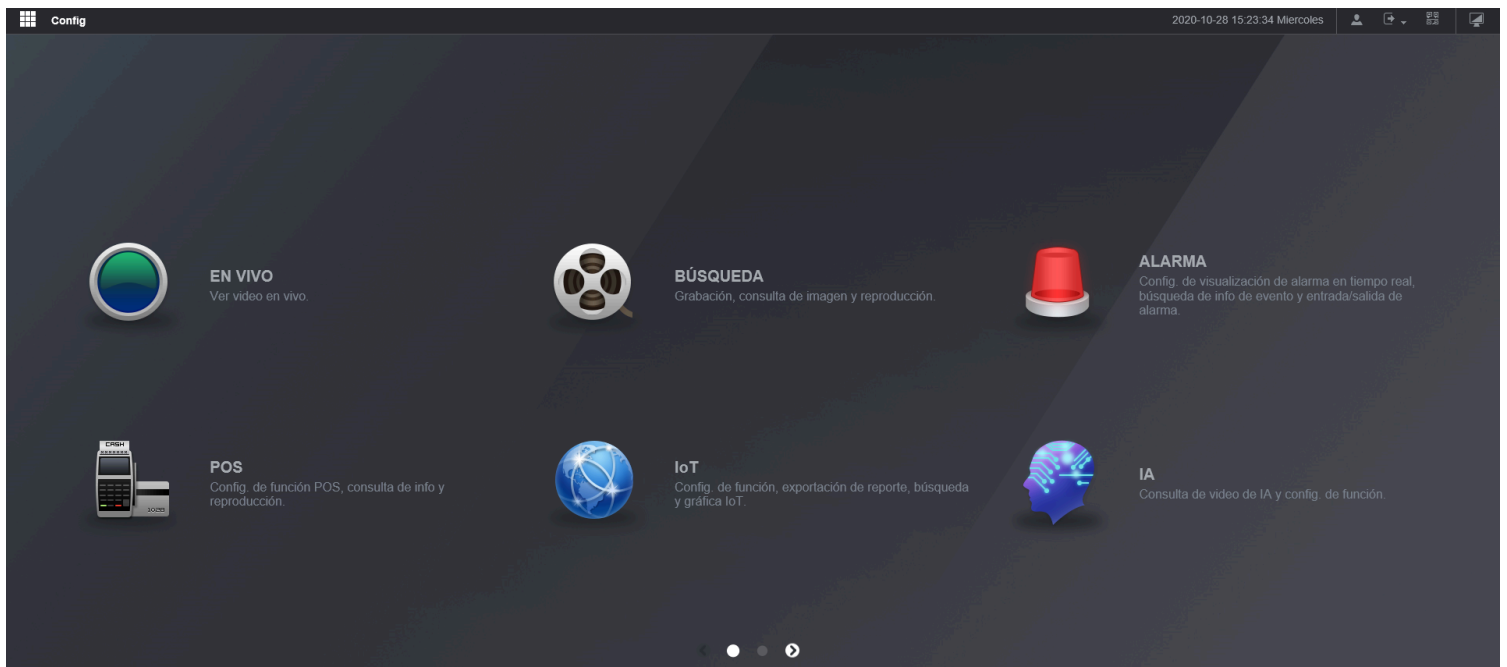 Config
2020-10-28 15:23:34 Miercoles
EN VIVO
Ver video en vivo.
BÚSQUEDA
Grabación, consulta de imagen y reproducción.
ALARMA
Config. de visualización de alarma en tiempo real,
búsqueda de info de evento y entrada/salida de
alarma.
CASH
POS
Config. de función POS, consulta de info y
reproducción.
IoT
Config. de función, exportación de reporte, búsqueda
y gráfica IoT.
IA
Consulta de video de IA y config. de función.